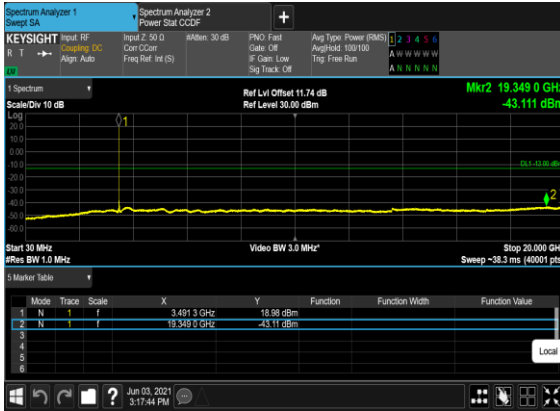 Spectrum Analyzer 1
Swept SA
Spectrum Analyzer 2
Power Stat CCDF
+
KEYSIGHT
R T
Input: RF
Coupling: DC
Align: Auto
Input Z: 50 Ω
Corr CCorr
Freq Ref: Int (S)
#Atten: 30 dB
PNO: Fast
Gate: Off
IF Gain: Low
Sig Track: Off
Avg Type: Power (RMS)
Avg|Hold: 100/100
Trig: Free Run
1 2 3 4 5 6
A W W W W W
A N N N N N
1 Spectrum
Scale/Div 10 dB
Ref Lvl Offset 11.74 dB
Ref Level 30.00 dBm
Mkr2 19.349 0 GH
-43.111 dBm
Log
20.0
10.0
0.00
-10.0
-20.0
-30.0
-40.0
-50.0
-60.0
1
DL1 -13.00 dB
2
Start 30 MHz
#Res BW 1.0 MHz
Video BW 3.0 MHz*
Stop 20.000 GH
Sweep ~38.3 ms (40001 pts
5 Marker Table
Mode Trace Scale X Y Function Function Width Function Value
1 N 1 f 3.491 3 GHz 18.98 dBm
2 N 1 f 19.349 0 GHz -43.11 dBm
3
4
5
6
Local
?
Jun 03, 2021
3:17:44 PM